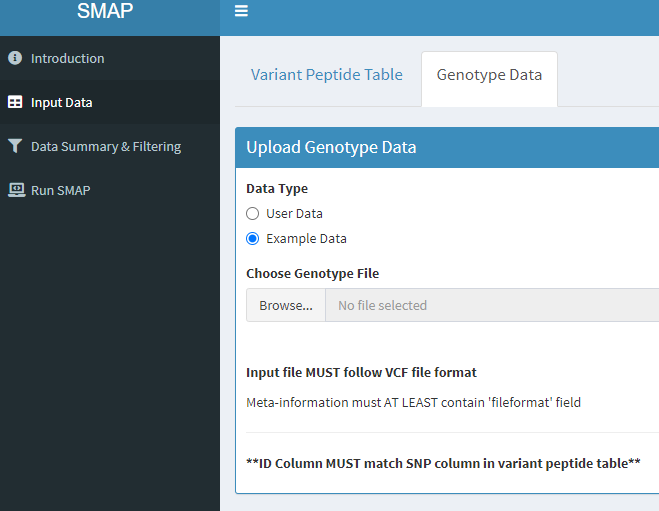 SMAP
Introduction
Input Data
Data Summary & Filtering
Run SMAP
Variant Peptide Table
Genotype Data
Upload Genotype Data
Data Type
User Data
Example Data
Choose Genotype File
Browse... No file selected
Input file MUST follow VCF file format
Meta-information must AT LEAST contain 'fileformat' field
**ID Column MUST match SNP column in variant peptide table**